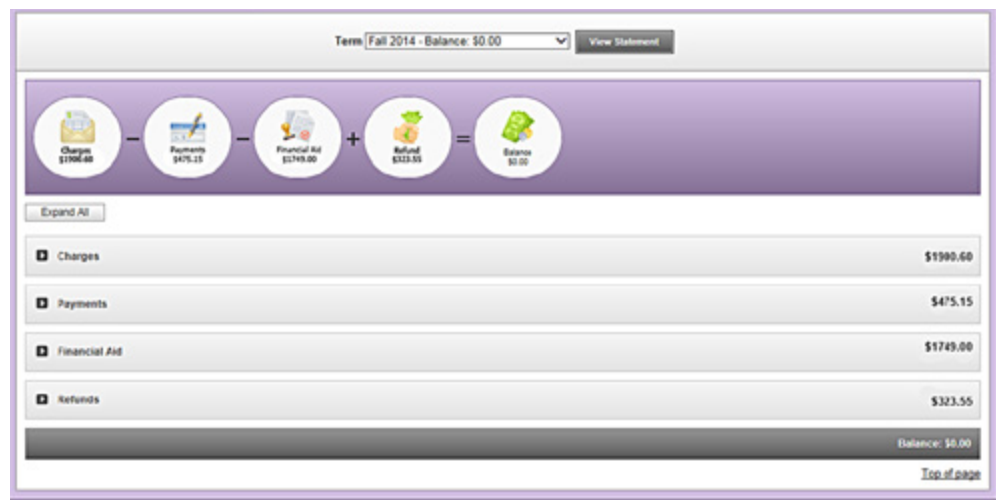 Term Fall 2014 - Balance: $0.00 View Statement
Charges
$1900.60
-
Payments
$475.15
-
Financial Aid
$1749.00
+
Refund
$323.55
=
Balance
$0.00
Expand All
Charges $1900.60
Payments $475.15
Financial Aid $1749.00
Refunds $323.55
Balance: $0.00
Top of page